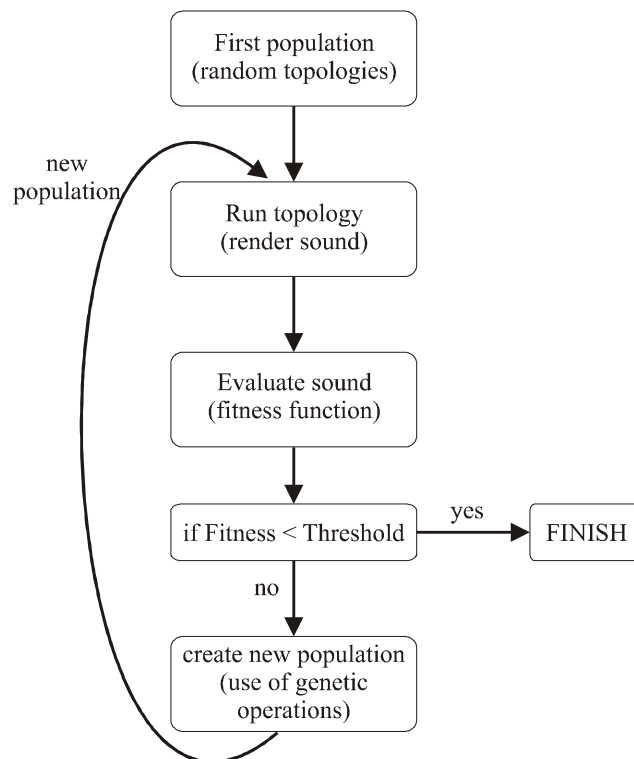 First population
(random topologies)
new
population
Run topology
(render sound)
Evaluate sound
(fitness function)
if Fitness < Threshold
yes
FINISH
no
create new population
(use of genetic
operations)